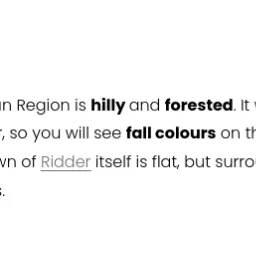 n Region is hilly and forested. It
, so you will see fall colours on th
wn of Ridder itself is flat, but surro
.